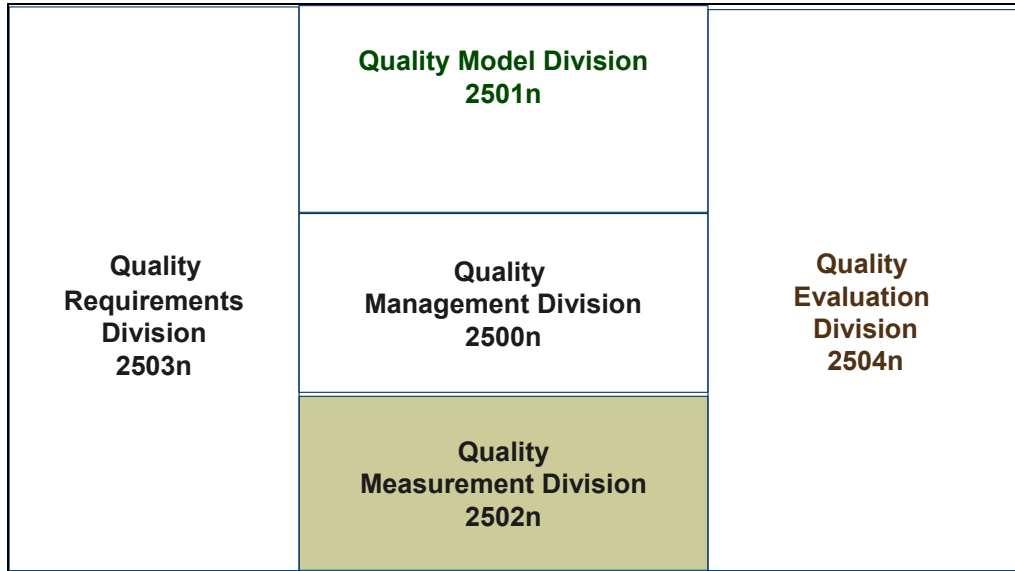 Quality Model Division
2501n
Quality
Requirements
Division
2503n
Quality
Management Division
2500n
Quality
Evaluation
Division
2504n
Quality
Measurement Division
2502n